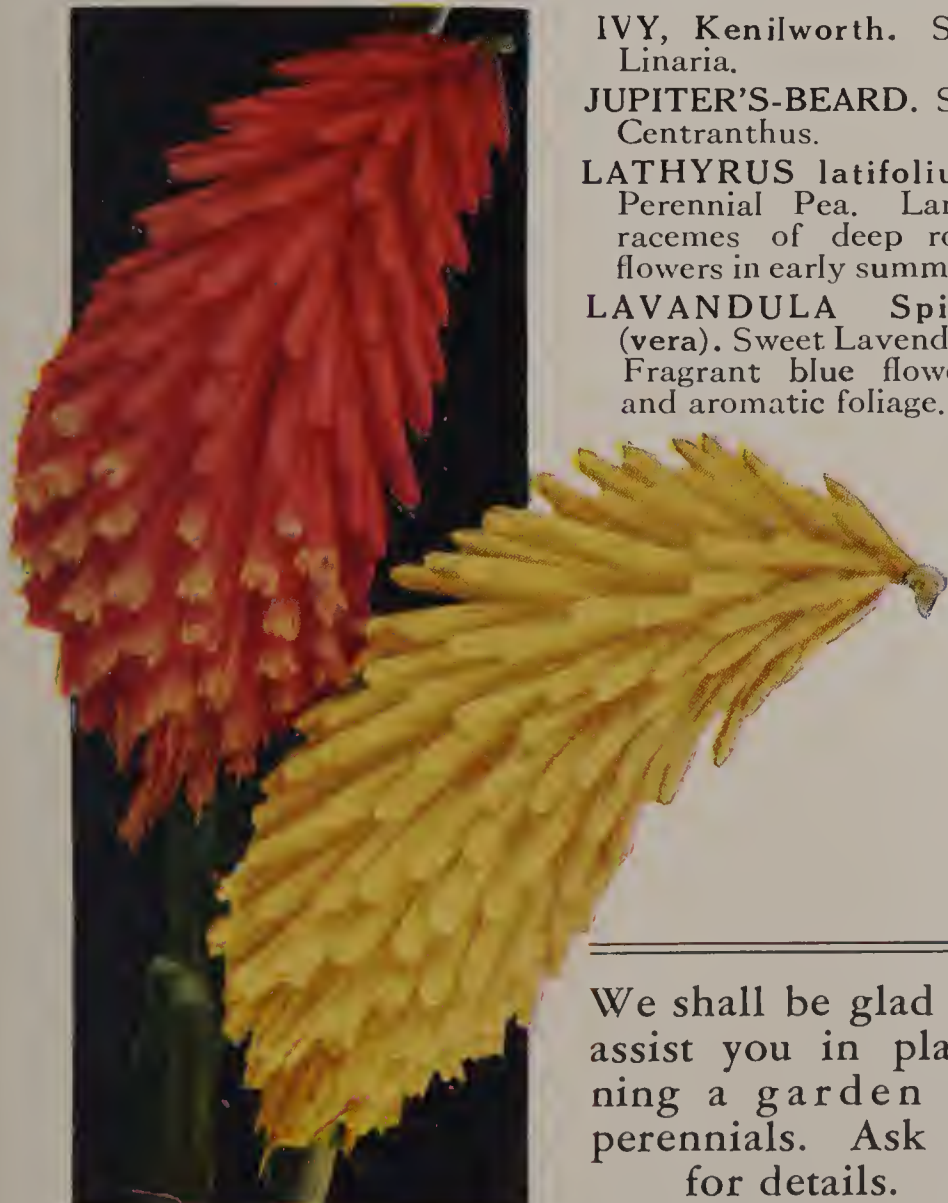 IVY, Kenilworth. S
Linaria.
JUPITER'S-BEARD. S
Centranthus.
LATHYRUS latifoliu
Perennial Pea. Lar
racemes of deep ro
flowers in early summ
LAVANDULA Spi
(vera). Sweet Lavend
Fragrant blue flow
and aromatic foliage.
We shall be glad
assist you in pla
ning a garden
perennials. Ask
for details.